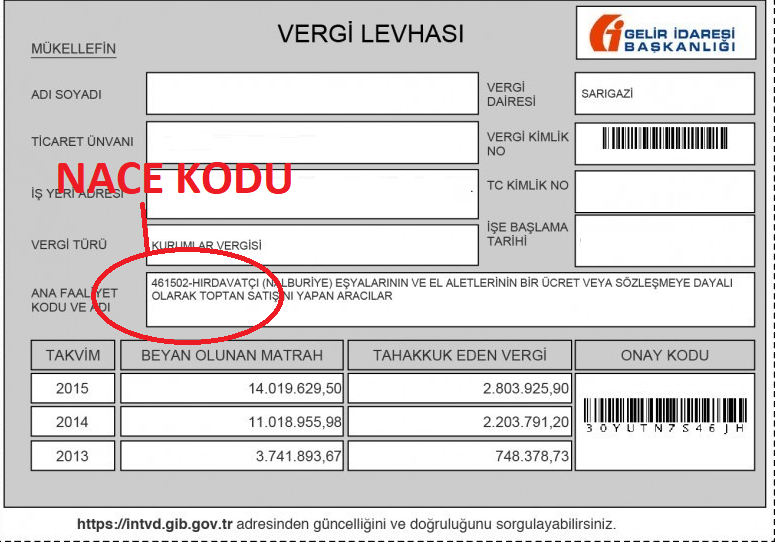 VERGİ LEVHASI
GELİR İDARESİ
BAŞKANLIĞI
MÜKELLEFİN
ADI SOYADI
VERGİ
DAİRESİ
SARIGAZİ
TİCARET ÜNVANI
VERGİ KİMLİK
NO
NACE KODU
İŞ YERİ ADRESİ
TC KİMLİK NO
VERGİ TÜRÜ
KURUMLAR VERGİSİ
İŞE BAŞLAMA
TARİHİ
ANA FAALİYET
KODU VE ADI
461502-HIRDAVATÇI (NALBURİYE) EŞYALARININ VE EL ALETLERİNİN BİR ÜCRET VEYA SÖZLEŞMEYE DAYALI
OLARAK TOPTAN SATIŞINI YAPAN ARACILAR
TAKVİM BEYAN OLUNAN MATRAH TAHAKKUK EDEN VERGİ ONAY KODU
2015 14.019.629,50 2.803.925,90
2014 11.018.955,98 2.203.791,20
30YUTN7S46JH
2013 3.741.893,67 748.378,73
https://intvd.gib.gov.tr adresinden güncelliğini ve doğruluğunu sorgulayabilirsiniz.